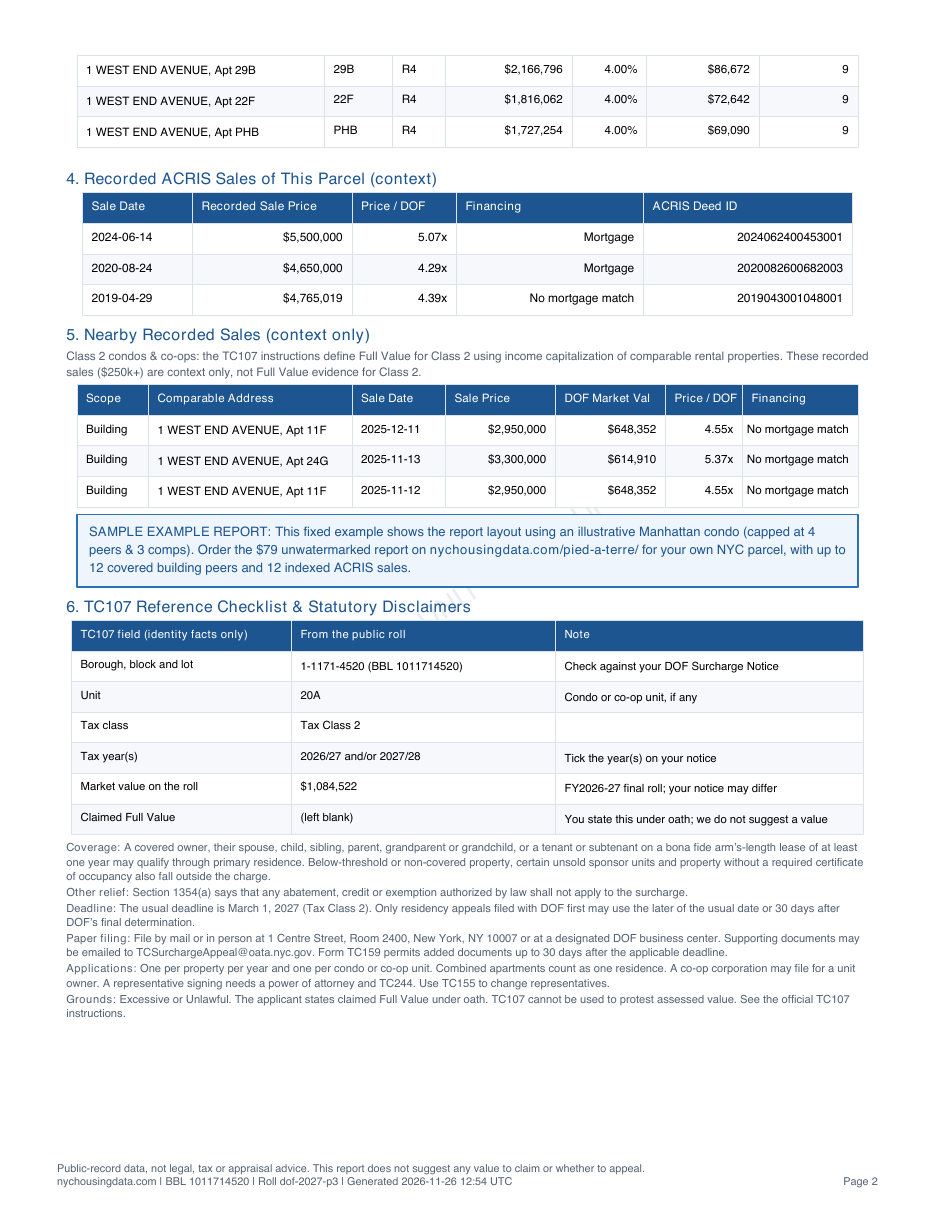 1 WEST END AVENUE, Apt 29B 29B R4 $2,166,796 4.00% $86,672 9
1 WEST END AVENUE, Apt 22F 22F R4 $1,816,062 4.00% $72,642 9
1 WEST END AVENUE, Apt PHB PHB R4 $1,727,254 4.00% $69,090 9
4. Recorded ACRIS Sales of This Parcel (context)
Sale Date Recorded Sale Price Price / DOF Financing ACRIS Deed ID
2024-06-14 $5,500,000 5.07x Mortgage 2024062400453001
2020-08-24 $4,650,000 4.29x Mortgage 2020082600682003
2019-04-29 $4,765,019 4.39x No mortgage match 2019043001048001
5. Nearby Recorded Sales (context only)
Class 2 condos & co-ops: the TC107 instructions define Full Value for Class 2 using income capitalization of comparable rental properties. These recorded
sales ($250k+) are context only, not Full Value evidence for Class 2.
Scope Comparable Address Sale Date Sale Price DOF Market Val Price / DOF Financing
Building 1 WEST END AVENUE, Apt 11F 2025-12-11 $2,950,000 $648,352 4.55x No mortgage match
Building 1 WEST END AVENUE, Apt 24G 2025-11-13 $3,300,000 $614,910 5.37x No mortgage match
Building 1 WEST END AVENUE, Apt 11F 2025-11-12 $2,950,000 $648,352 4.55x No mortgage match
SAMPLE EXAMPLE REPORT: This fixed example shows the report layout using an illustrative Manhattan condo (capped at 4
peers & 3 comps). Order the $79 unwatermarked report on nychousingdata.com/pied-a-terre/ for your own NYC parcel, with up to
12 covered building peers and 12 indexed ACRIS sales.
6. TC107 Reference Checklist & Statutory Disclaimers
TC107 field (identity facts only) From the public roll Note
Borough, block and lot 1-1171-4520 (BBL 1011714520) Check against your DOF Surcharge Notice
Unit 20A Condo or co-op unit, if any
Tax class Tax Class 2
Tax year(s) 2026/27 and/or 2027/28 Tick the year(s) on your notice
Market value on the roll $1,084,522 FY2026-27 final roll; your notice may differ
Claimed Full Value (left blank) You state this under oath; we do not suggest a value
Coverage: A covered owner, their spouse, child, sibling, parent, grandparent or grandchild, or a tenant or subtenant on a bona fide arm's-length lease of at least
one year may qualify through primary residence. Below-threshold or non-covered property, certain unsold sponsor units and property without a required certificate
of occupancy also fall outside the charge.
Other relief: Section 1354(a) says that any abatement, credit or exemption authorized by law shall not apply to the surcharge.
Deadline: The usual deadline is March 1, 2027 (Tax Class 2). Only residency appeals filed with DOF first may use the later of the usual date or 30 days after
DOF's final determination.
Paper filing: File by mail or in person at 1 Centre Street, Room 2400, New York, NY 10007 or at a designated DOF business center. Supporting documents may
be emailed to TCSurchargeAppeal@oata.nyc.gov. Form TC159 permits added documents up to 30 days after the applicable deadline.
Applications: One per property per year and one per condo or co-op unit. Combined apartments count as one residence. A co-op corporation may file for a unit
owner. A representative signing needs a power of attorney and TC244. Use TC155 to change representatives.
Grounds: Excessive or Unlawful. The applicant states claimed Full Value under oath. TC107 cannot be used to protest assessed value. See the official TC107
instructions.
Public-record data, not legal, tax or appraisal advice. This report does not suggest any value to claim or whether to appeal.
nychousingdata.com | BBL 1011714520 | Roll dof-2027-p3 | Generated 2026-11-26 12:54 UTC Page 2